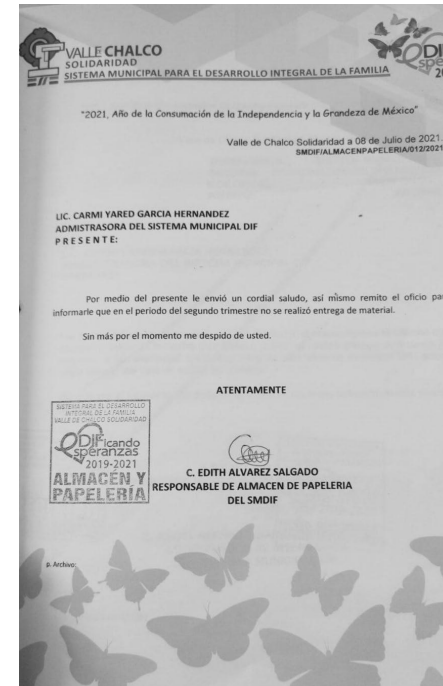 VALLE CHALCO
SOLIDARIDAD
SISTEMA MUNICIPAL PARA EL DESARROLLO INTEGRAL DE LA FAMILIA
"2021, Año de la Consumación de la Independencia y la Grandeza de México"
Valle de Chalco Solidaridad a 08 de Julio de 2021.
SMDIF/ALMACENPAPELERIA/012/2021
LIC. CARMI YARED GARCIA HERNANDEZ
ADMISTRASORA DEL SISTEMA MUNICIPAL DIF
P R E S E N T E:
Por medio del presente le envió un cordial saludo, así mismo remito el oficio pa
informarle que en el periodo del segundo trimestre no se realizó entrega de material.
Sin más por el momento me despido de usted.
ATENTAMENTE
SISTEMA PARA EL DESARROLLO
INTEGRAL DE LA FAMILIA
VALLE DE CHALCO SOLIDARIDAD
DIFicando
speranzas
2019-2021
ALMACÉN Y
PAPELERÍA
C. EDITH ALVAREZ SALGADO
RESPONSABLE DE ALMACEN DE PAPELERIA
DEL SMDIF
p. Archivo: